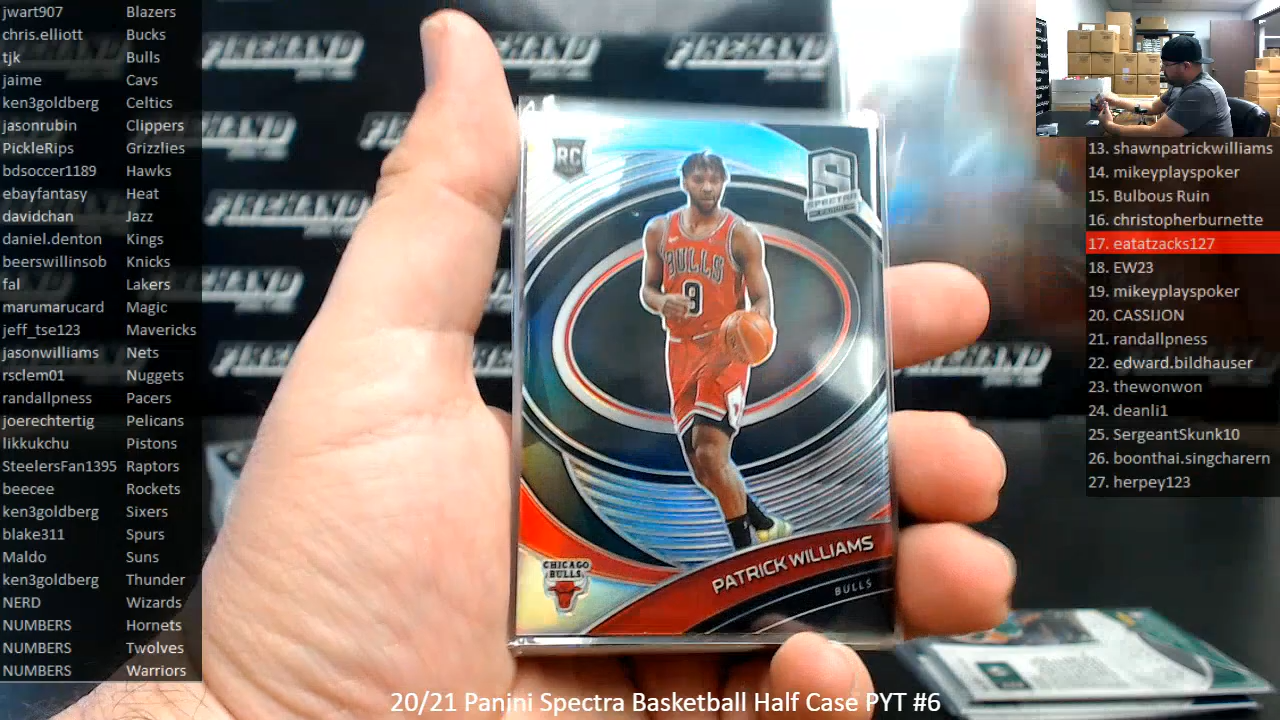 jwart907 Blazers
chris.elliott Bucks
tjk Bulls
jaime Cavs
ken3goldberg Celtics
jasonrubin Clippers
PickleRips Grizzlies
bdsoccer1189 Hawks
ebayfantasy Heat
davidchan Jazz
daniel.denton Kings
beerswillinsob Knicks
fal Lakers
marumarucard Magic
jeff_tse123 Mavericks
jasonwilliams Nets
rsclem01 Nuggets
randallpness Pacers
joerechtertig Pelicans
likkukchu Pistons
SteelersFan1395 Raptors
beecee Rockets
ken3goldberg Sixers
blake311 Spurs
Maldo Suns
ken3goldberg Thunder
NERD Wizards
NUMBERS Hornets
NUMBERS Twolves
NUMBERS Warriors
FIREHAND
FIREHAND
FIREHAND
RC
S
SPECTRA
BULLS
9
PATRICK WILLIAMS
BULLS
CHICAGO
BULLS
13. shawnpatrickwilliams
14. mikeyplayspoker
15. Bulbous Ruin
16. christopherburnette
17. eatatzacks127
18. EW23
19. mikeyplayspoker
20. CASSIJON
21. randallpness
22. edward.bildhauser
23. thewonwon
24. deanli1
25. SergeantSkunk10
26. boonthai.singcharern
27. herpey123
20/21 Panini Spectra Basketball Half Case PYT #6